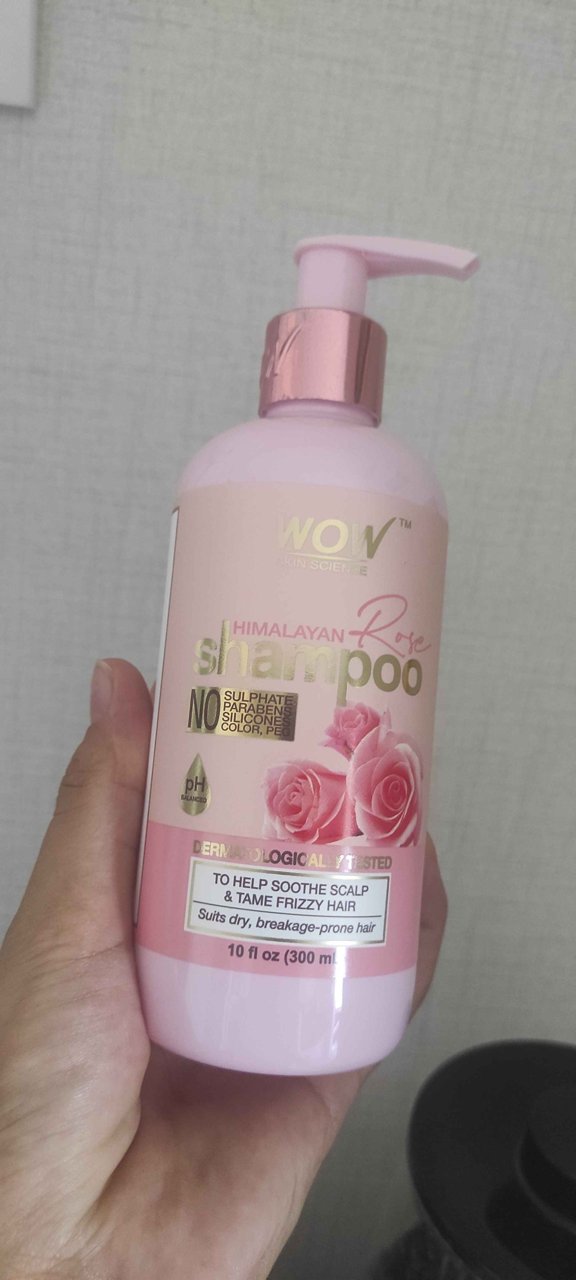 WOW™
SKIN SCIENCE
HIMALAYAN Rose
shampoo
NO SULPHATE
PARABENS
SILICONES
COLOR, PEG
pH
BALANCED
DERMATOLOGICALLY TESTED
TO HELP SOOTHE SCALP
& TAME FRIZZY HAIR
Suits dry, breakage-prone hair
10 fl oz (300 ml